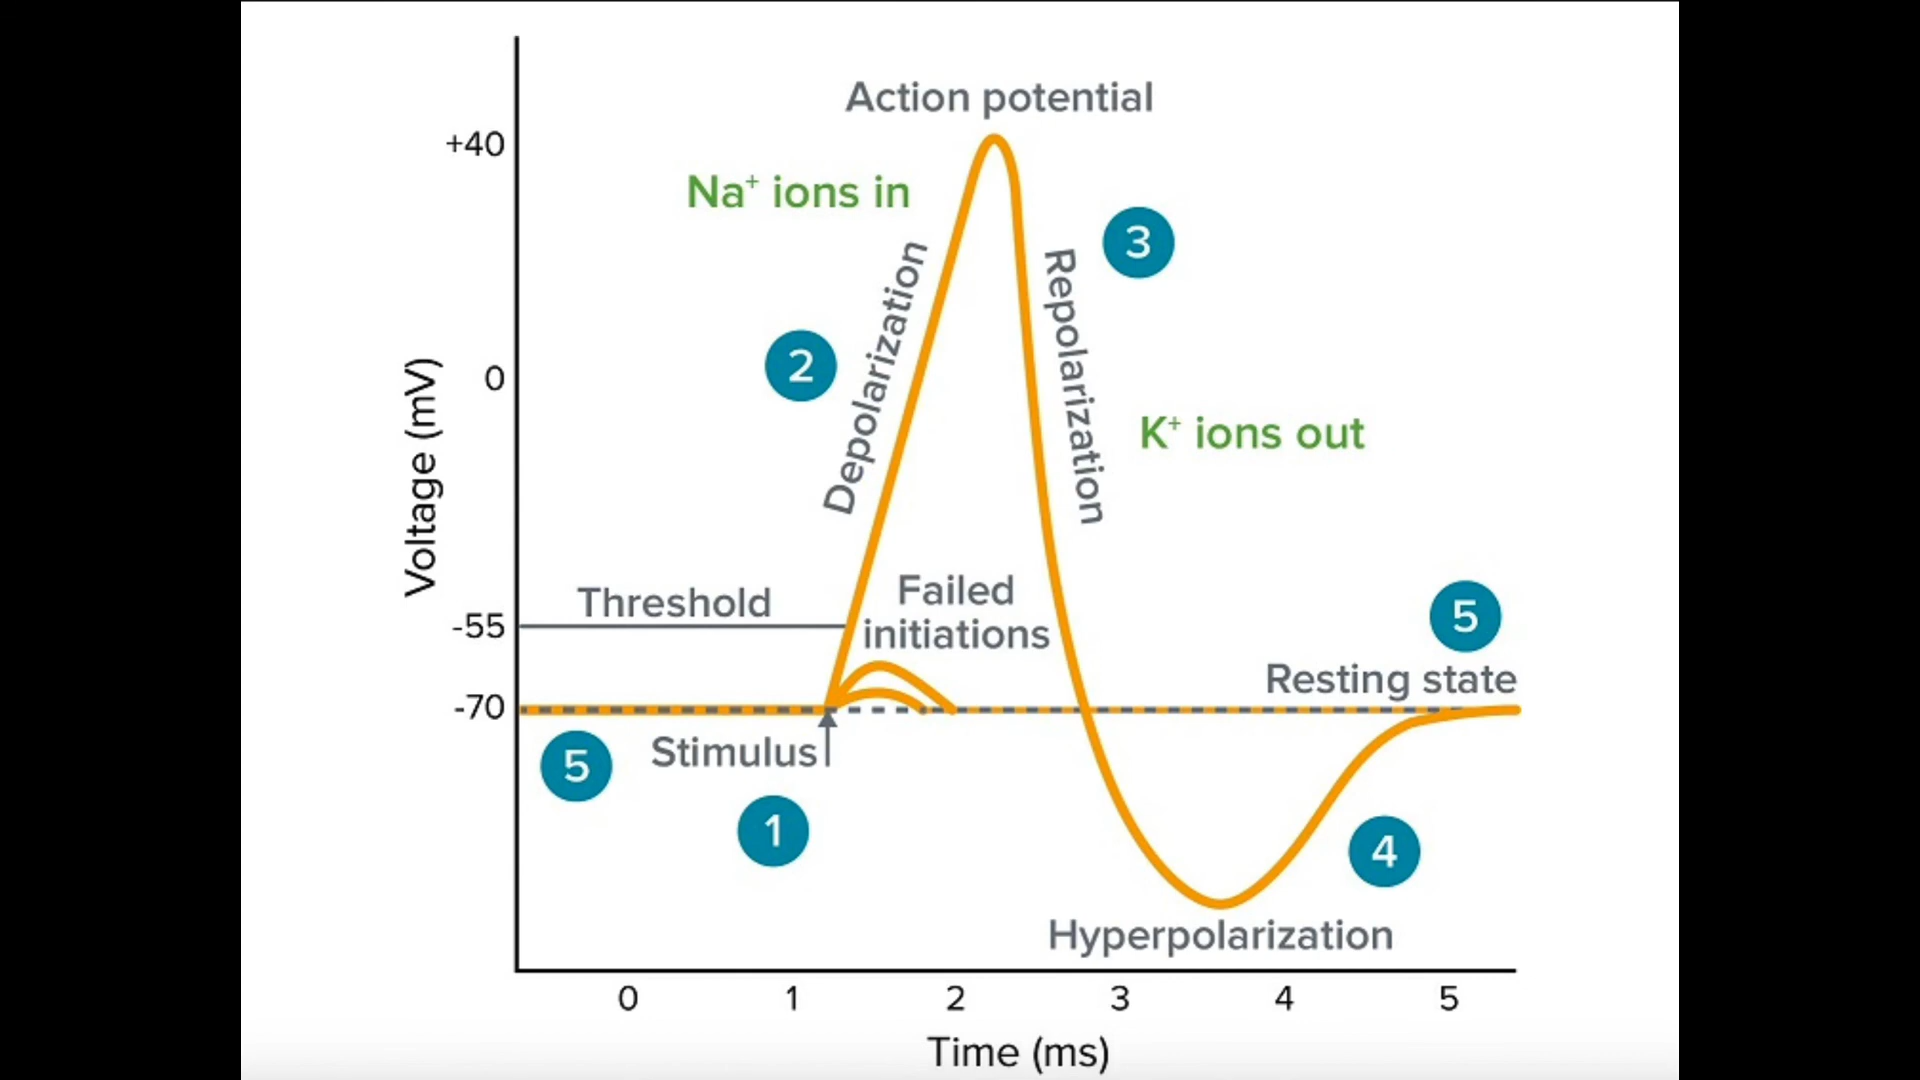 Action potential
+40
Na⁺ ions in
3
Depolarization
Repolarization
2
0
K⁺ ions out
Voltage (mV)
Threshold
Failed
initiations
-55
5
Resting state
-70
Stimulus
5
1
4
Hyperpolarization
0 1 2 3 4 5
Time (ms)